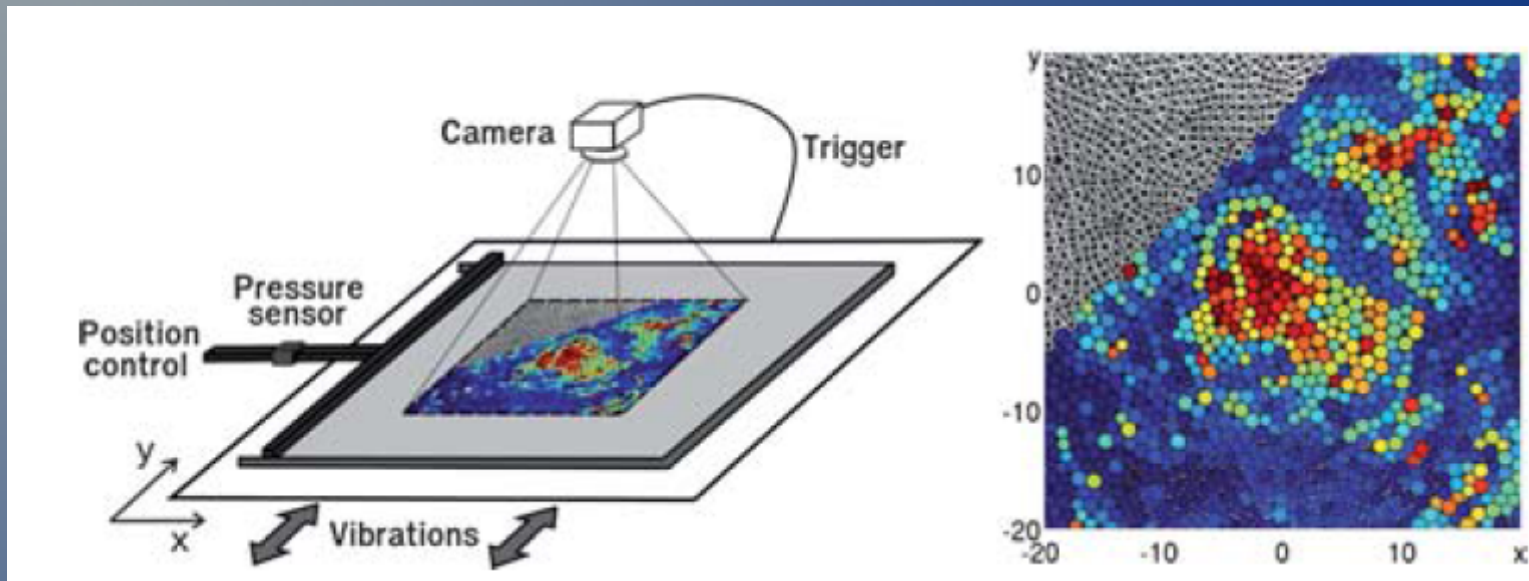 Camera
Trigger
Pressure
sensor
Position
control
y
x
Vibrations
y
10
0
-10
-20
-20 -10 0 10 x